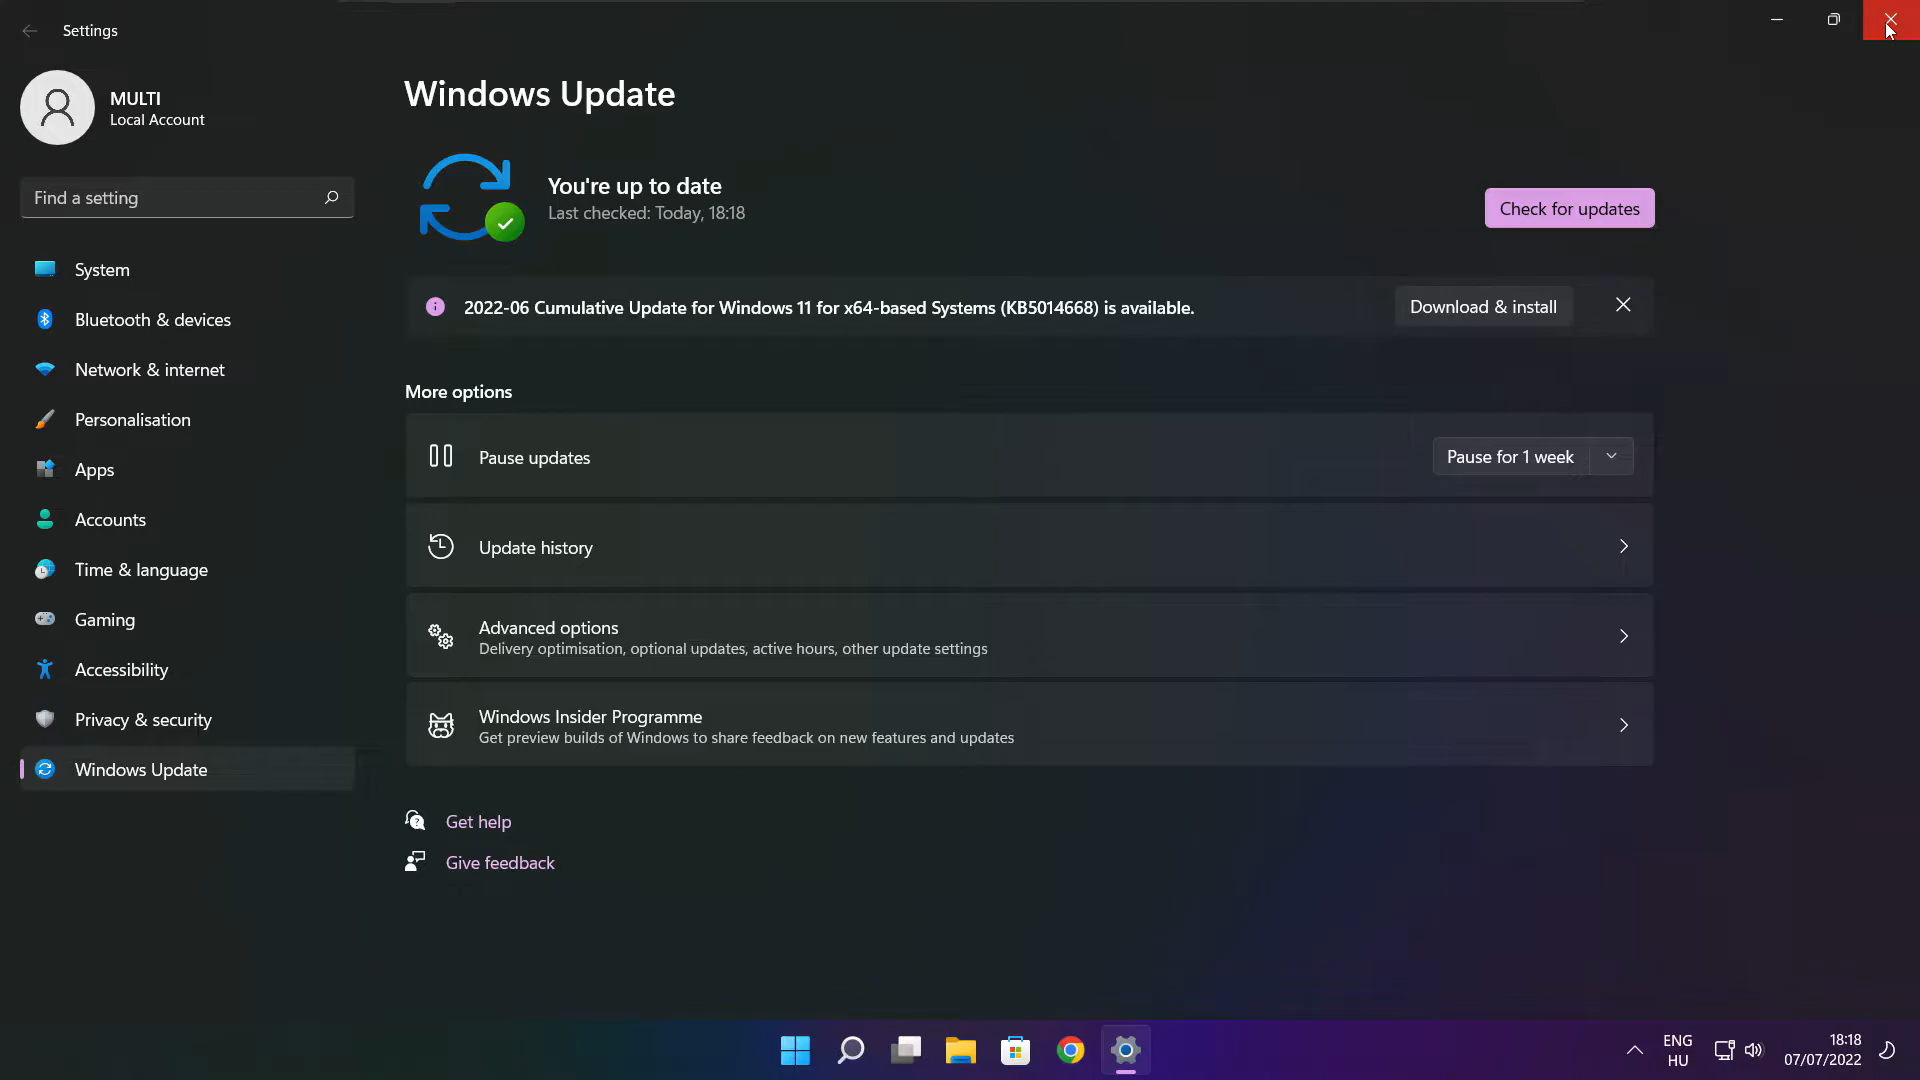 Settings
MULTI
Local Account
Find a setting
System
Bluetooth & devices
Network & internet
Personalisation
Apps
Accounts
Time & language
Gaming
Accessibility
Privacy & security
Windows Update
Windows Update
You're up to date
Last checked: Today, 18:18
Check for updates
2022-06 Cumulative Update for Windows 11 for x64-based Systems (KB5014668) is available.
Download & install
More options
Pause updates
Pause for 1 week
Update history
Advanced options
Delivery optimisation, optional updates, active hours, other update settings
Windows Insider Programme
Get preview builds of Windows to share feedback on new features and updates
Get help
Give feedback
ENG
HU
18:18
07/07/2022